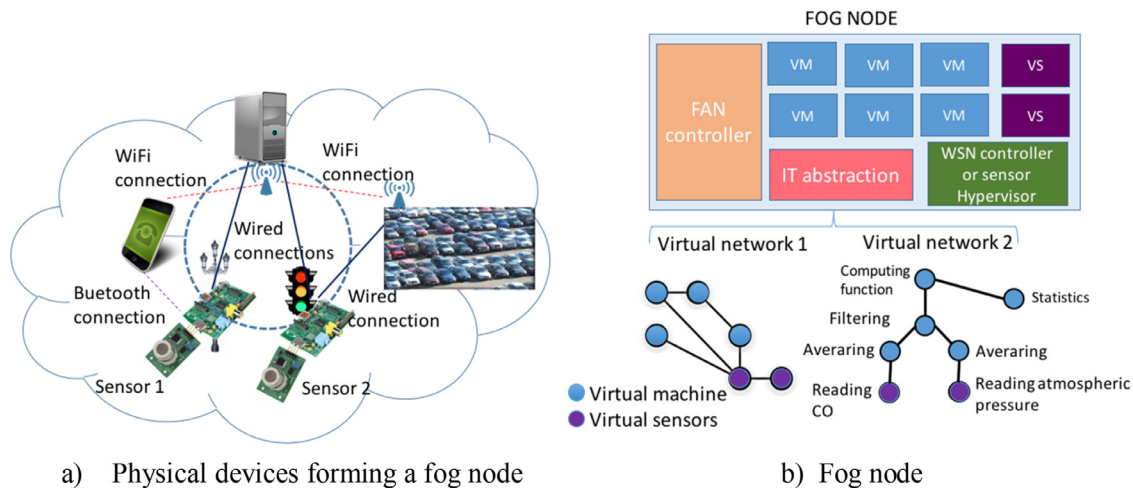 WiFi
connection
WiFi
connection
Wired
connections
Buetooth
connection
Wired
connection
Sensor 1
Sensor 2
a) Physical devices forming a fog node
FOG NODE
FAN
controller
VM
VM
VM
VS
VM
VM
VM
VS
IT abstraction
WSN controller
or sensor
Hypervisor
Virtual network 1
Virtual network 2
Computing
function
Statistics
Filtering
Averaring
Averaring
Reading
CO
Reading atmospheric
pressure
Virtual machine
Virtual sensors
b) Fog node